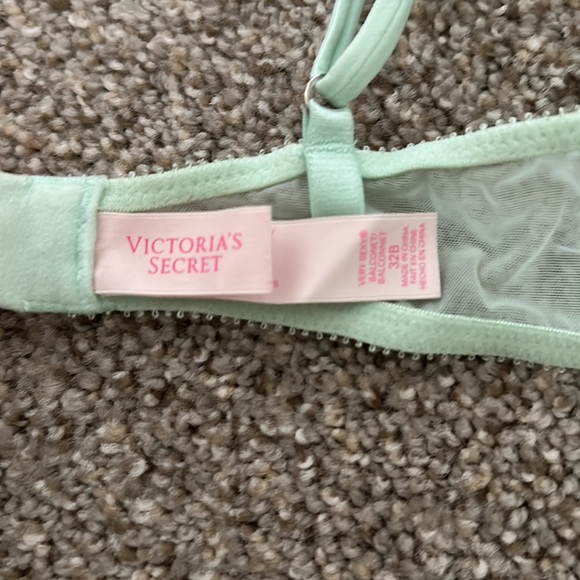 VICTORIA'S
SECRET
VERY SEXY®
BALCONET/
BALCONNET
32B
MADE IN CHINA
FAIT EN CHINE
HECHO EN CHINA